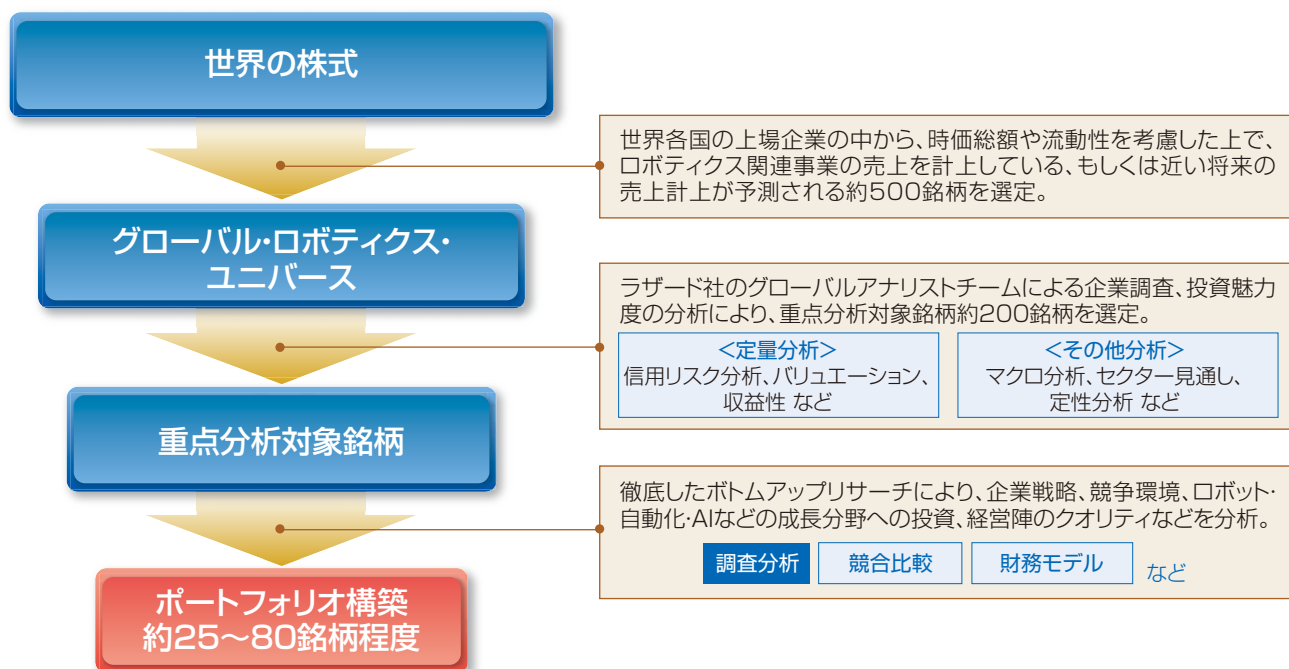 世界の株式
世界各国の上場企業の中から、時価総額や流動性を考慮した上で、
ロボティクス関連事業の売上を計上している、もしくは近い将来の
売上計上が予測される約500銘柄を選定。
グローバル・ロボティクス・
ユニバース
ラザード社のグローバルアナリストチームによる企業調査、投資魅力
度の分析により、重点分析対象銘柄約200銘柄を選定。
<定量分析>
信用リスク分析、バリュエーション、
収益性 など
<その他分析>
マクロ分析、セクター見通し、
定性分析 など
重点分析対象銘柄
徹底したボトムアップリサーチにより、企業戦略、競争環境、ロボット・
自動化・AIなどの成長分野への投資、経営陣のクオリティなどを分析。
調査分析
競合比較
財務モデル
など
ポートフォリオ構築
約25～80銘柄程度